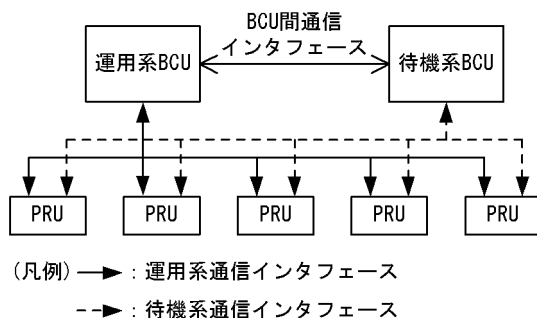 BCU間通信
インタフェース
運用系BCU
待機系BCU
PRU PRU PRU PRU PRU
(凡例) : 運用系通信インタフェース
: 待機系通信インタフェース